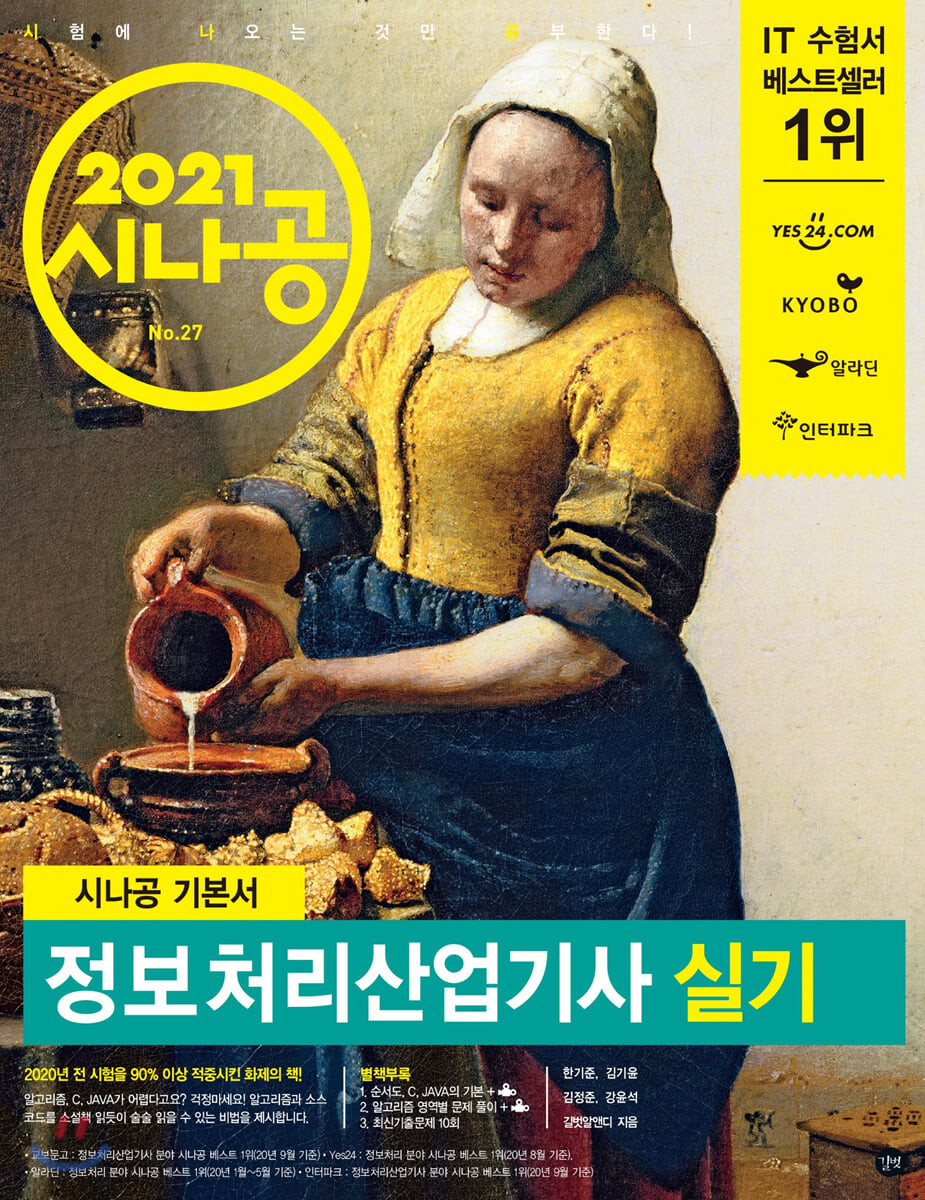 시험에 나오는 것만 공부한다!
2021
시나공
No.27
IT 수험서
베스트셀러
1위
YES24.COM
KYOBO
알라딘
인터파크
시나공 기본서
정보처리산업기사 실기
2020년 전 시험을 90% 이상 적중시킨 화제의 책!
알고리즘, C, JAVA가 어렵다고요? 걱정마세요! 알고리즘과 소스
코드를 소설책 읽듯이 술술 읽을 수 있는 비법을 제시합니다.
별책부록
1. 순서도, C, JAVA의 기본 +
2. 알고리즘 영역별 문제 풀이 +
3. 최신기출문제 10회
한기준, 김기윤
김정준, 강윤석
길벗알앤디 지음
• 교보문고 : 정보처리산업기사 분야 시나공 베스트 1위(20년 9월 기준) • Yes24 : 정보처리 분야 시나공 베스트 1위(20년 8월 기준),
• 알라딘 : 정보처리 분야 시나공 베스트 1위(20년 1월~5월 기준) • 인터파크 : 정보처리산업기사 분야 시나공 베스트 1위(20년 9월 기준)
길벗